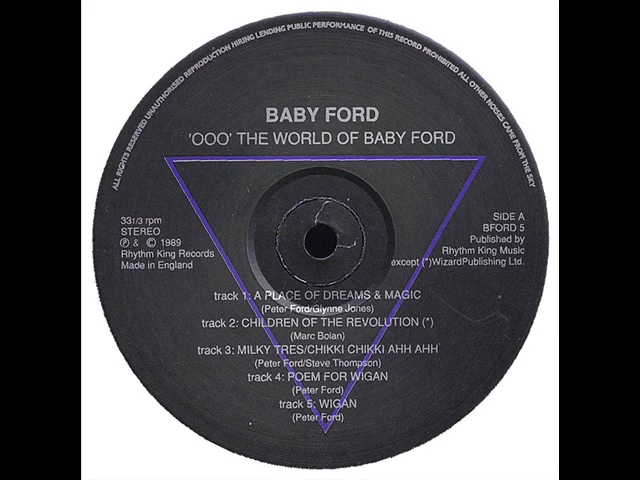 ALL RIGHTS RESERVED UNAUTHORISED REPRODUCTION HIRING LENDING PUBLIC PERFORMANCE OF THIS RECORD PROHIBITED ALL OTHER NOISES CAME FROM THE SKY
BABY FORD
'OOO' THE WORLD OF BABY FORD
33 1/3 rpm
STEREO
℗ & © 1989
Rhythm King Records
Made in England
SIDE A
BFORD 5
Published by
Rhythm King Music
except (*)WizardPublishing Ltd.
track 1: A PLACE OF DREAMS & MAGIC
(Peter Ford/Glynne Jones)
track 2: CHILDREN OF THE REVOLUTION (*)
(Marc Bolan)
track 3: MILKY TRES/CHIKKI CHIKKI AHH AHH
(Peter Ford/Steve Thompson)
track 4: POEM FOR WIGAN
(Peter Ford)
track 5: WIGAN
(Peter Ford)